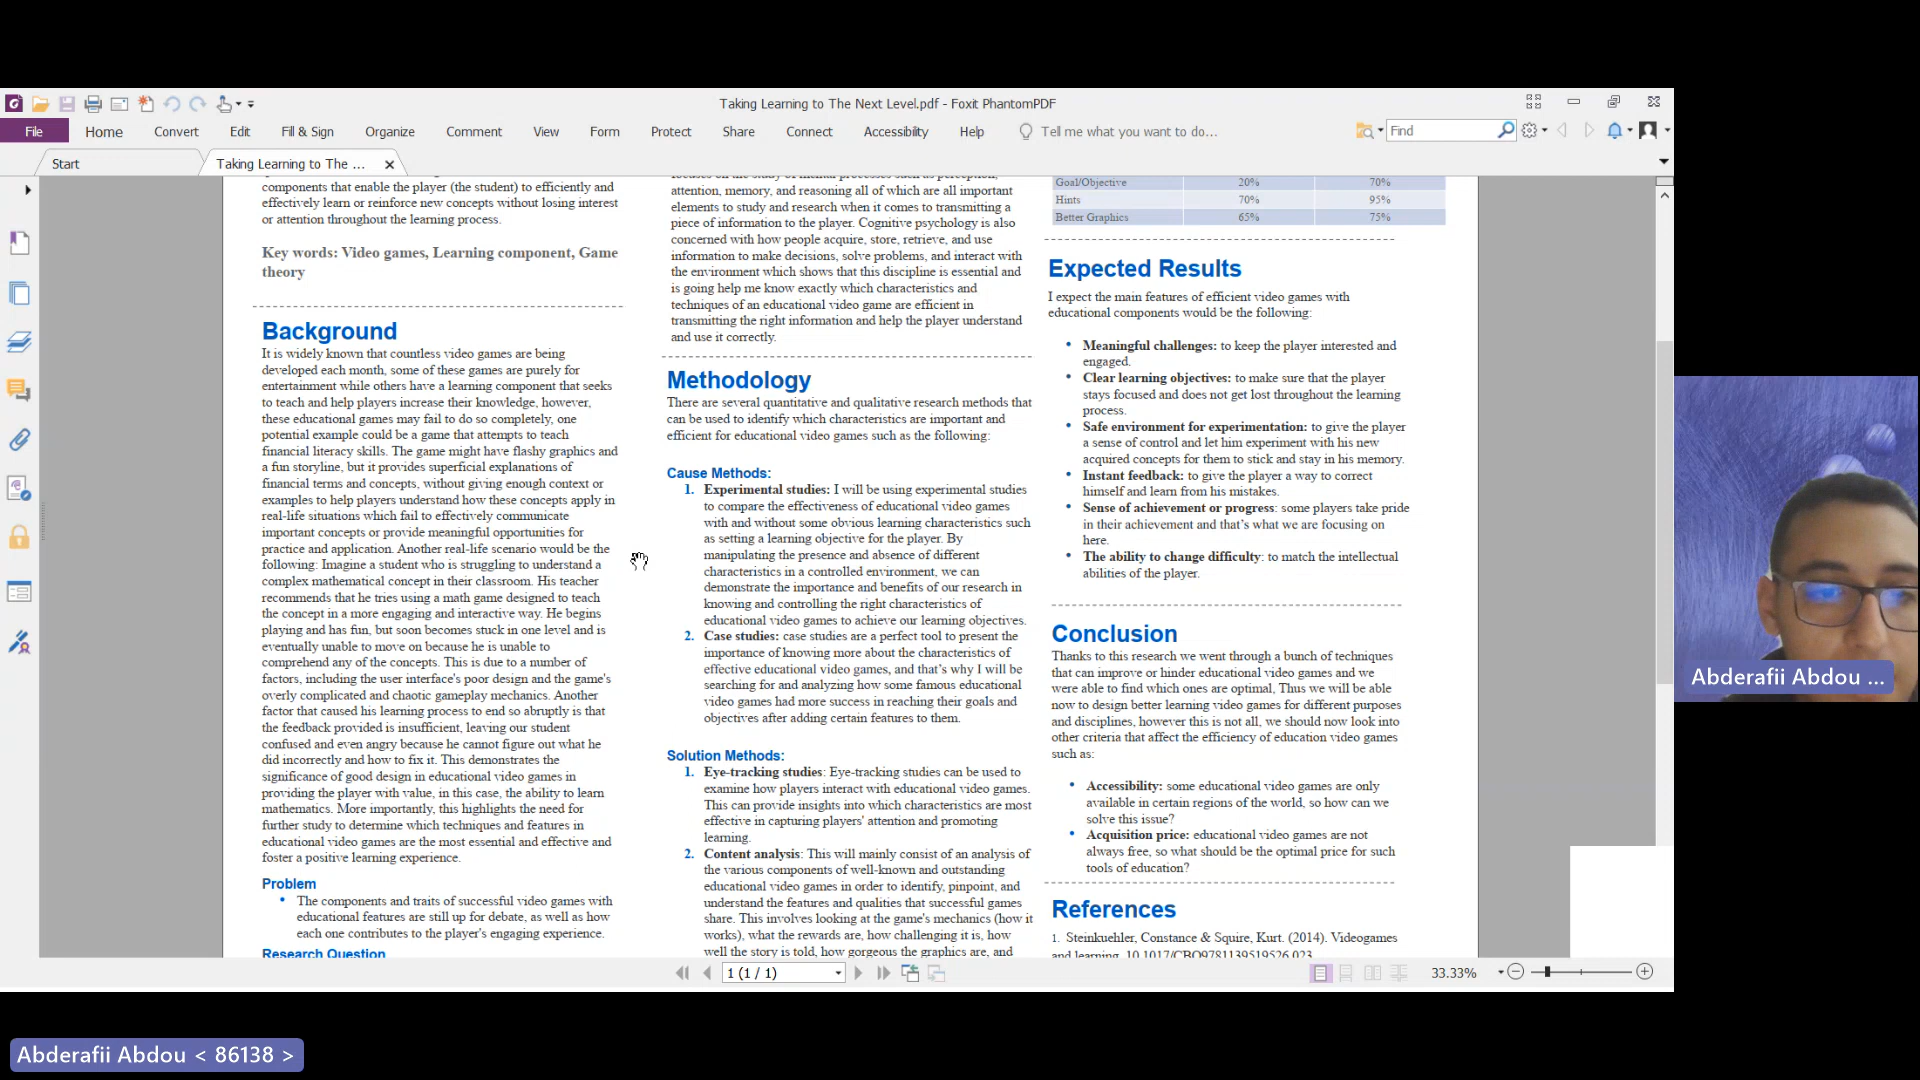 Taking Learning to The Next Level.pdf - Foxit PhantomPDF
File Home Convert Edit Fill & Sign Organize Comment View Form Protect Share Connect Accessibility Help Tell me what you want to do... Find
Start Taking Learning to The ...
components that enable the player (the student) to efficiently and
effectively learn or reinforce new concepts without losing interest
or attention throughout the learning process.
Key words: Video games, Learning component, Game
theory
Background
It is widely known that countless video games are being
developed each month, some of these games are purely for
entertainment while others have a learning component that seeks
to teach and help players increase their knowledge, however,
these educational games may fail to do so completely, one
potential example could be a game that attempts to teach
financial literacy skills. The game might have flashy graphics and
a fun storyline, but it provides superficial explanations of
financial terms and concepts, without giving enough context or
examples to help players understand how these concepts apply in
real-life situations which fail to effectively communicate
important concepts or provide meaningful opportunities for
practice and application. Another real-life scenario would be the
following: Imagine a student who is struggling to understand a
complex mathematical concept in their classroom. His teacher
recommends that he tries using a math game designed to teach
the concept in a more engaging and interactive way. He begins
playing and has fun, but soon becomes stuck in one level and is
eventually unable to move on because he is unable to
comprehend any of the concepts. This is due to a number of
factors, including the user interface's poor design and the game's
overly complicated and chaotic gameplay mechanics. Another
factor that caused his learning process to end so abruptly is that
the feedback provided is insufficient, leaving our student
confused and even angry because he cannot figure out what he
did incorrectly and how to fix it. This demonstrates the
significance of good design in educational video games in
providing the player with value, in this case, the ability to learn
mathematics. More importantly, this highlights the need for
further study to determine which techniques and features in
educational video games are the most essential and effective and
foster a positive learning experience.
Problem
• The components and traits of successful video games with
educational features are still up for debate, as well as how
each one contributes to the player's engaging experience.
Research Question
focuses on the study of mental processes such as perception,
attention, memory, and reasoning all of which are all important
elements to study and research when it comes to transmitting a
piece of information to the player. Cognitive psychology is also
concerned with how people acquire, store, retrieve, and use
information to make decisions, solve problems, and interact with
the environment which shows that this discipline is essential and
is going help me know exactly which characteristics and
techniques of an educational video game are efficient in
transmitting the right information and help the player understand
and use it correctly.
Methodology
There are several quantitative and qualitative research methods that
can be used to identify which characteristics are important and
efficient for educational video games such as the following:
Cause Methods:
1. Experimental studies: I will be using experimental studies
to compare the effectiveness of educational video games
with and without some obvious learning characteristics such
as setting a learning objective for the player. By
manipulating the presence and absence of different
characteristics in a controlled environment, we can
demonstrate the importance and benefits of our research in
knowing and controlling the right characteristics of
educational video games to achieve our learning objectives.
2. Case studies: case studies are a perfect tool to present the
importance of knowing more about the characteristics of
effective educational video games, and that's why I will be
searching for and analyzing how some famous educational
video games had more success in reaching their goals and
objectives after adding certain features to them.
Solution Methods:
1. Eye-tracking studies: Eye-tracking studies can be used to
examine how players interact with educational video games.
This can provide insights into which characteristics are most
effective in capturing players' attention and promoting
learning.
2. Content analysis: This will mainly consist of an analysis of
the various components of well-known and outstanding
educational video games in order to identify, pinpoint, and
understand the features and qualities that successful games
share. This involves looking at the game's mechanics (how it
works), what the rewards are, how challenging it is, how
well the story is told, how gorgeous the graphics are, and
Goal/Objective 20% 70%
Hints 70% 95%
Better Graphics 65% 75%
Expected Results
I expect the main features of efficient video games with
educational components would be the following:
• Meaningful challenges: to keep the player interested and
engaged.
• Clear learning objectives: to make sure that the player
stays focused and does not get lost throughout the learning
process.
• Safe environment for experimentation: to give the player
a sense of control and let him experiment with his new
acquired concepts for them to stick and stay in his memory.
• Instant feedback: to give the player a way to correct
himself and learn from his mistakes.
• Sense of achievement or progress: some players take pride
in their achievement and that's what we are focusing on
here.
• The ability to change difficulty: to match the intellectual
abilities of the player.
Conclusion
Thanks to this research we went through a bunch of techniques
that can improve or hinder educational video games and we
were able to find which ones are optimal, Thus we will be able
now to design better learning video games for different purposes
and disciplines, however this is not all, we should now look into
other criteria that affect the efficiency of education video games
such as:
• Accessibility: some educational video games are only
available in certain regions of the world, so how can we
solve this issue?
• Acquisition price: educational video games are not
always free, so what should be the optimal price for such
tools of education?
References
1. Steinkuehler, Constance & Squire, Kurt. (2014). Videogames
and learning. 10.1017/CBO9781139519526.023.
1 (1 / 1)
33.33%
Abderafii Abdou ...
Abderafii Abdou < 86138 >